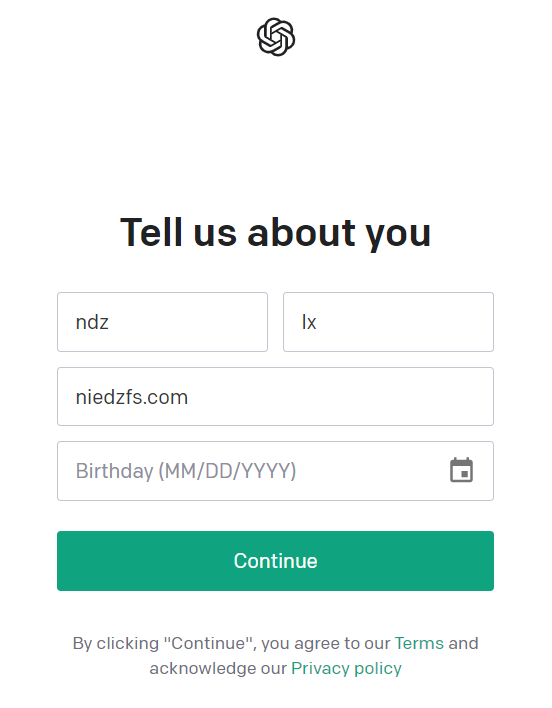 Tell us about you
ndz
lx
niedzfs.com
Birthday (MM/DD/YYYY)
Continue
By clicking "Continue", you agree to our Terms and
acknowledge our Privacy policy